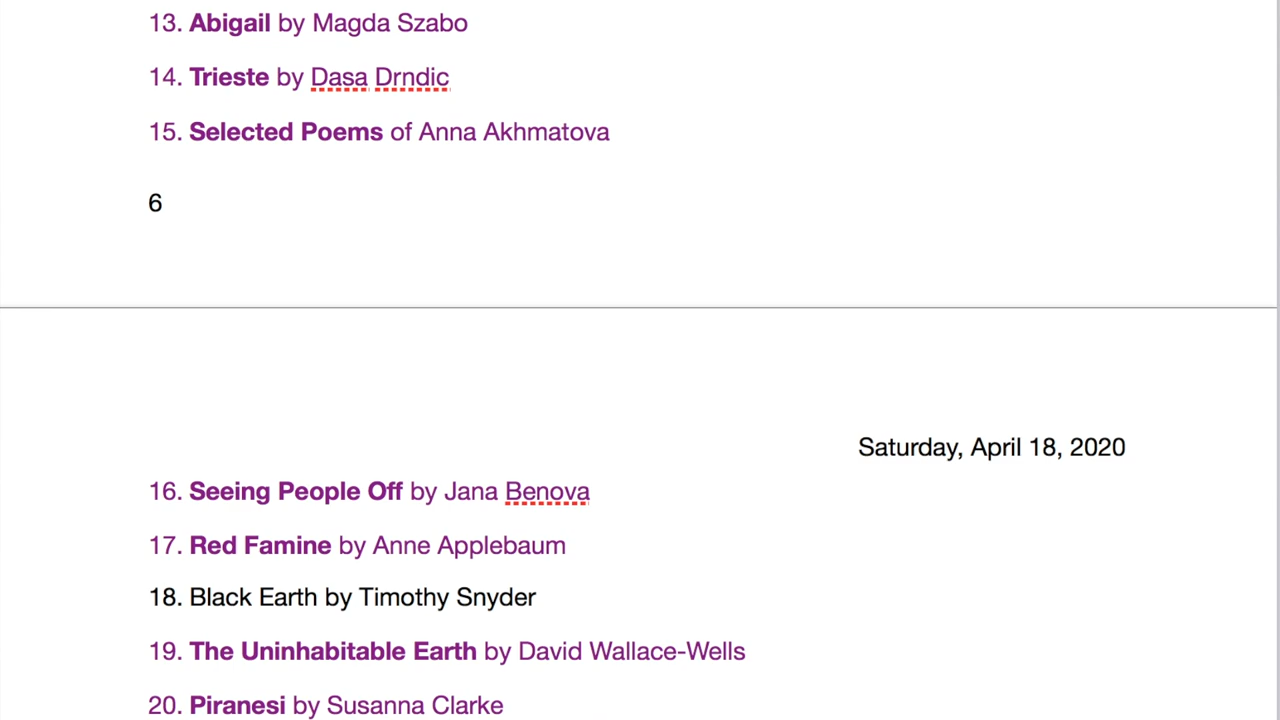 13. Abigail by Magda Szabo
14. Trieste by Dasa Drndic
15. Selected Poems of Anna Akhmatova
6
Saturday, April 18, 2020
16. Seeing People Off by Jana Benova
17. Red Famine by Anne Applebaum
18. Black Earth by Timothy Snyder
19. The Uninhabitable Earth by David Wallace-Wells
20. Piranesi by Susanna Clarke